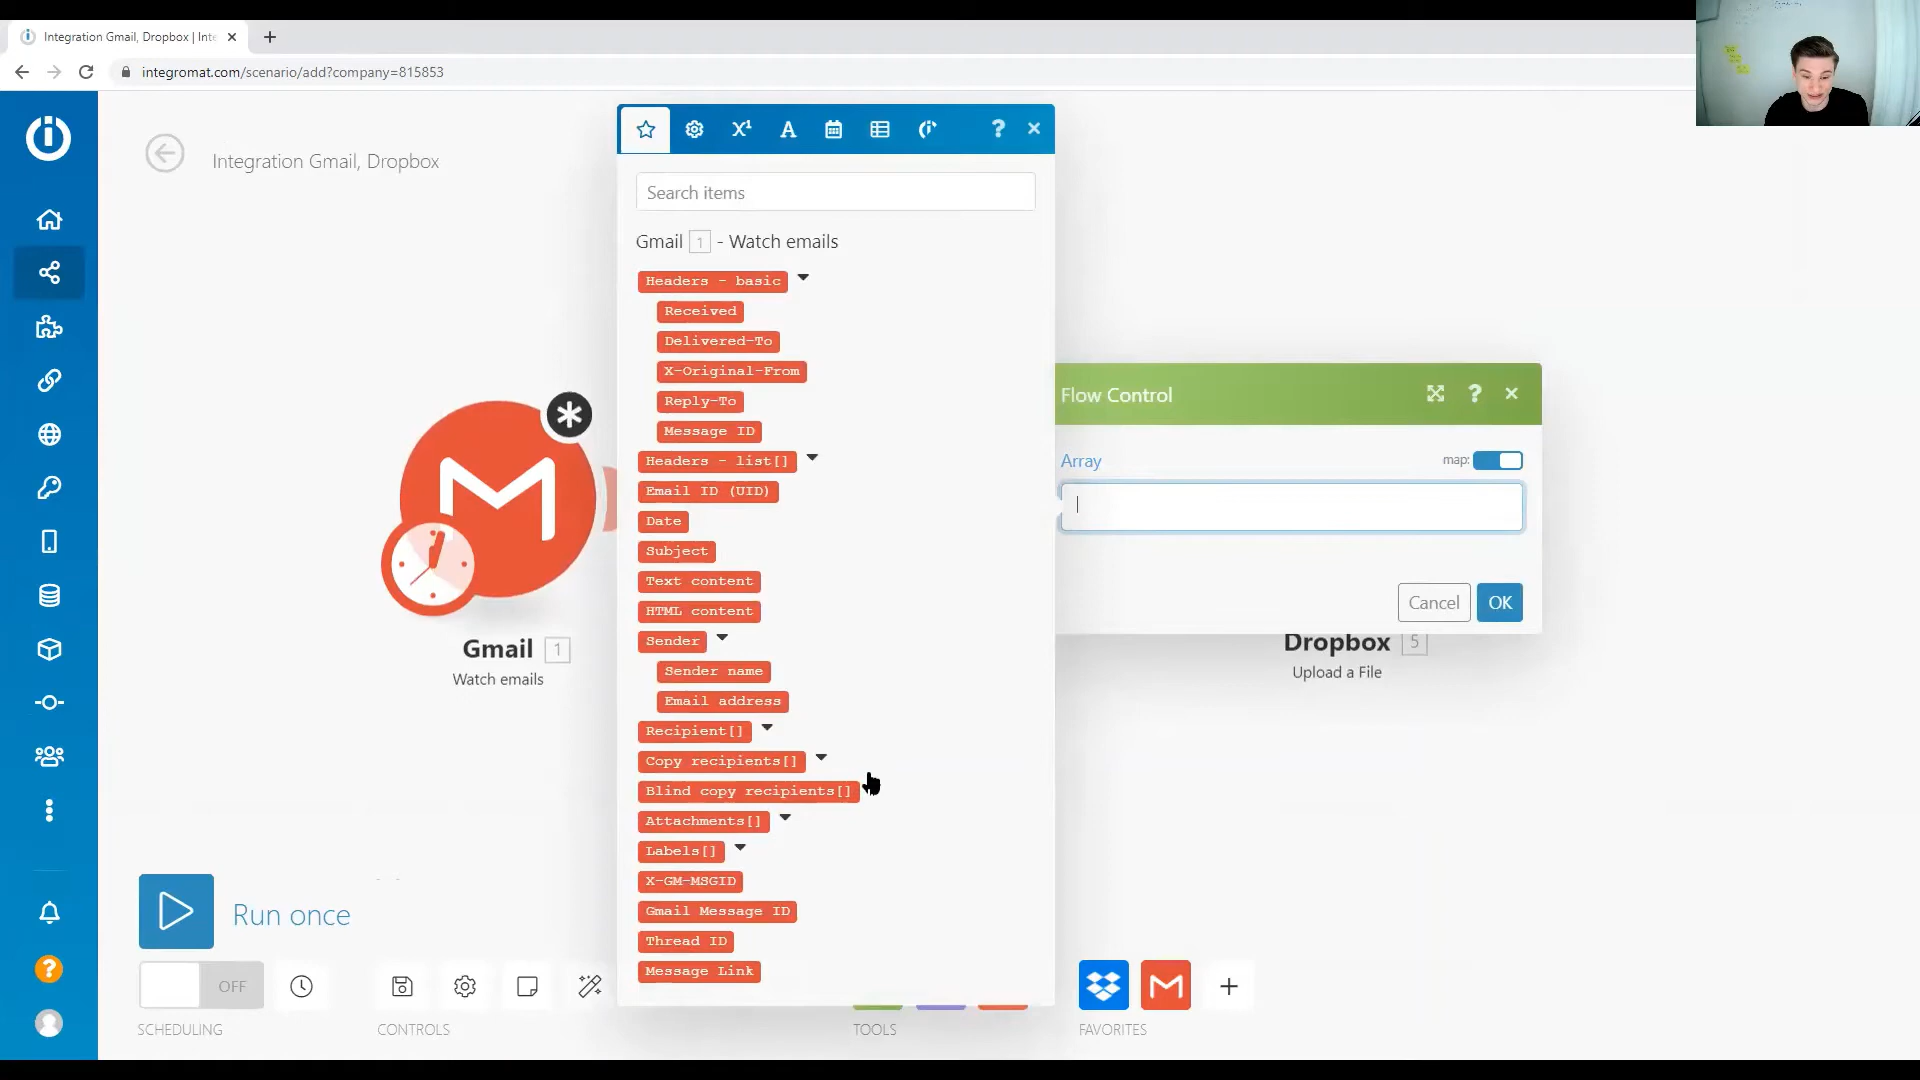 Integration Gmail, Dropbox | Inte
integromat.com/scenario/add?company=815853
Integration Gmail, Dropbox
Search items
Gmail 1 - Watch emails
Headers - basic
Received
Delivered-To
X-Original-From
Reply-To
Message ID
Headers - list[]
Email ID (UID)
Date
Subject
Text content
HTML content
Sender
Sender name
Email address
Recipient[]
Copy recipients[]
Blind copy recipients[]
Attachments[]
Labels[]
X-GM-MSGID
Gmail Message ID
Thread ID
Message Link
Flow Control
Array
map:
Cancel
OK
Gmail 1
Watch emails
Dropbox 5
Upload a File
Run once
OFF
SCHEDULING
CONTROLS
TOOLS
FAVORITES